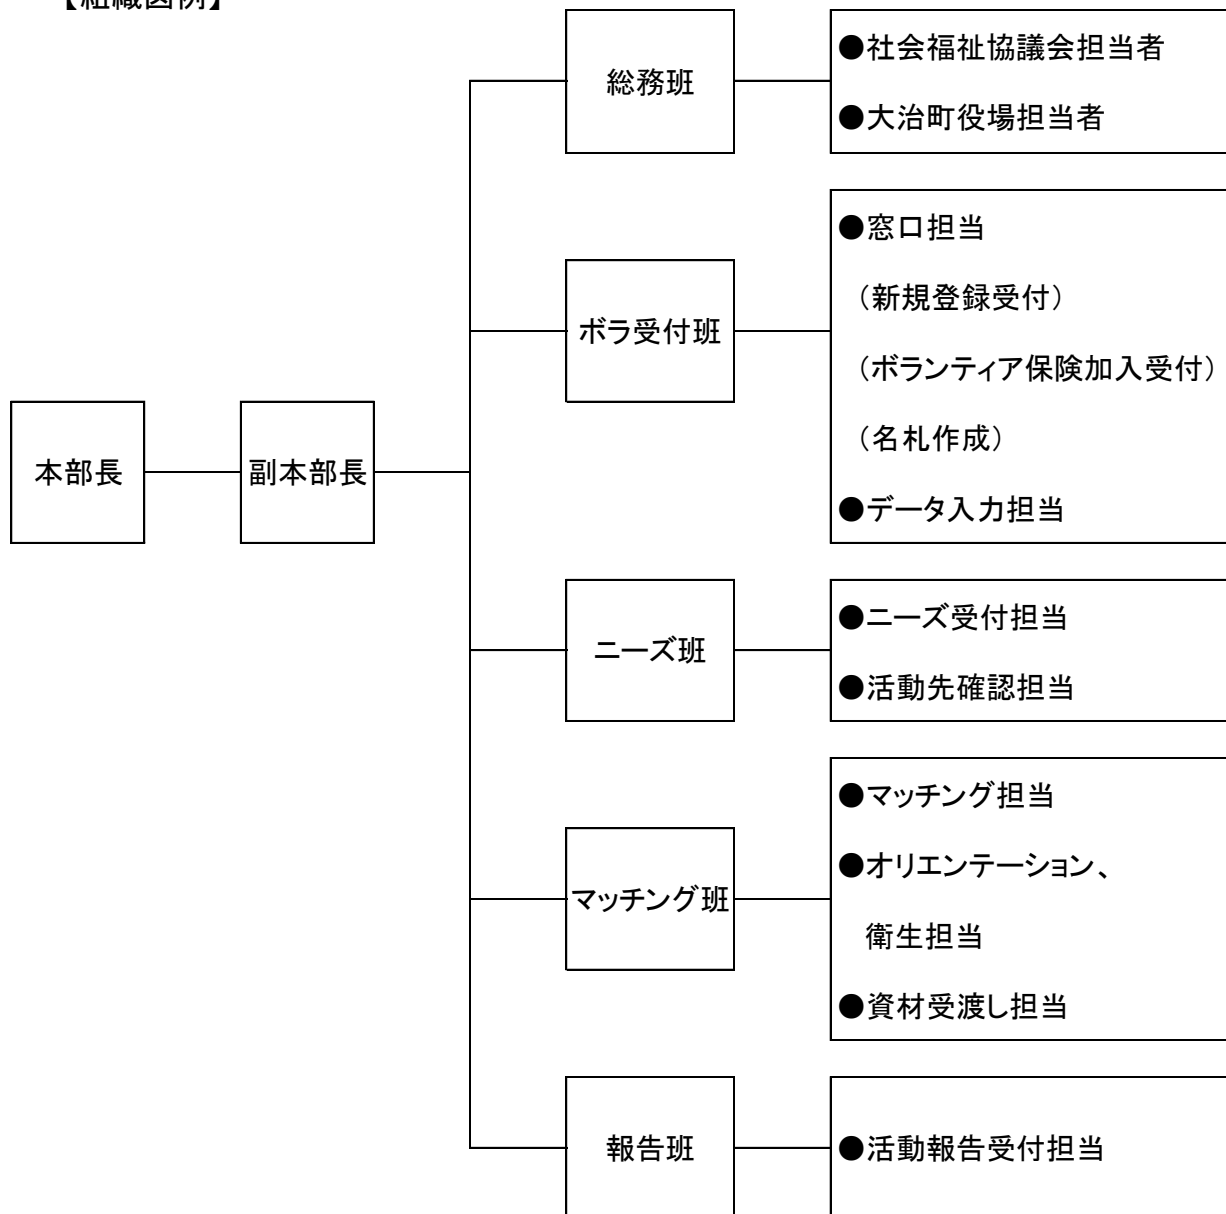 【組織図例】
総務班
●社会福祉協議会担当者
●大治町役場担当者
ボラ受付班
●窓口担当
（新規登録受付）
（ボランティア保険加入受付）
（名札作成）
●データ入力担当
本部長
副本部長
ニーズ班
●ニーズ受付担当
●活動先確認担当
マッチング班
●マッチング担当
●オリエンテーション、
衛生担当
●資材受渡し担当
報告班
●活動報告受付担当